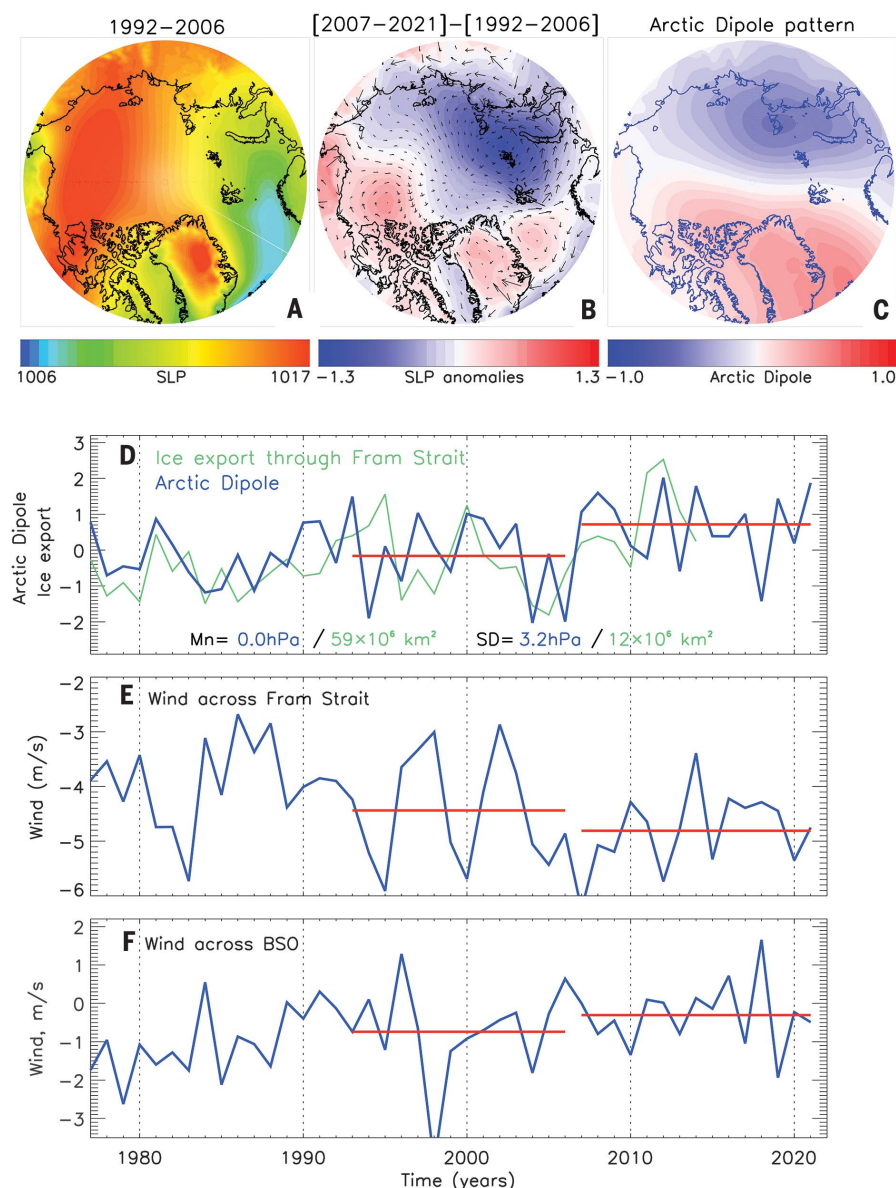 1992−2006
[2007−2021]−[1992−2006]
Arctic Dipole pattern
A
B
C
1006 SLP 1017
−1.3 SLP anomalies 1.3
−1.0 Arctic Dipole 1.0
D
Ice export through Fram Strait
Arctic Dipole
Arctic Dipole
Ice export
3
2
1
0
−1
−2
Mn= 0.0hPa / 59×10⁶ km² SD= 3.2hPa / 12×10⁶ km²
E Wind across Fram Strait
Wind (m/s)
−2
−3
−4
−5
−6
F Wind across BSO
Wind, m/s
2
1
0
−1
−2
−3
1980 1990 2000 2010 2020
Time (years)